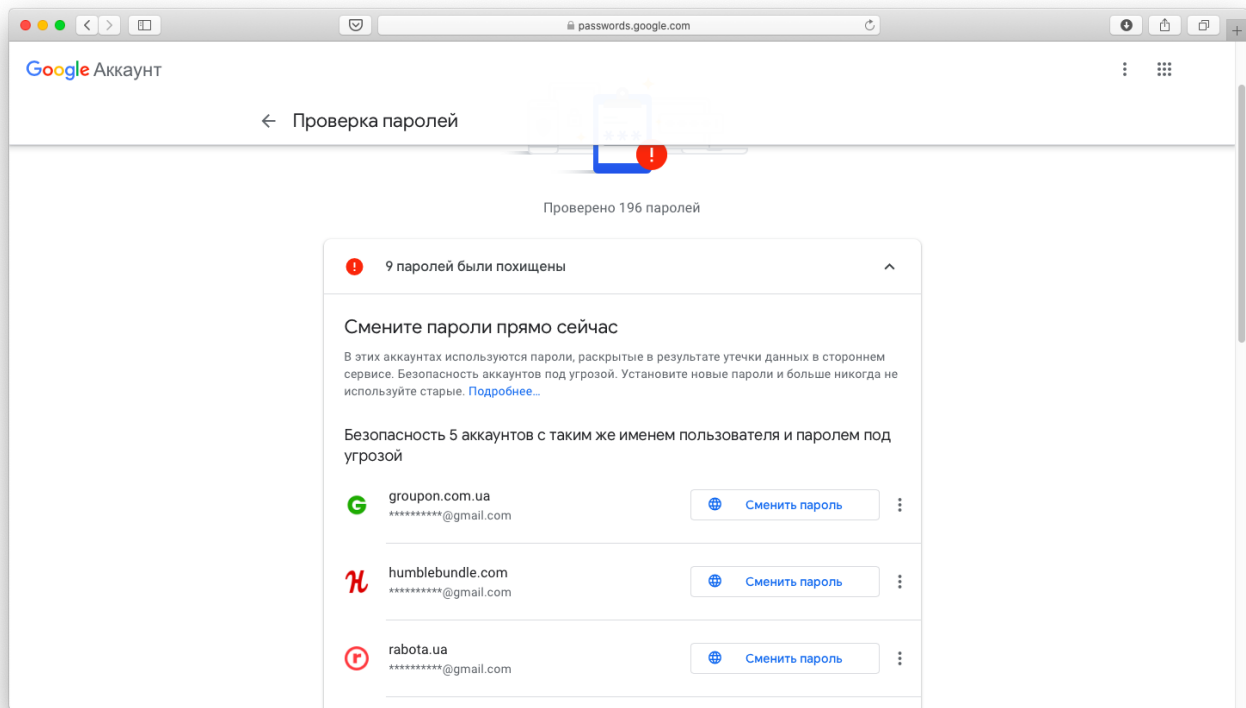 passwords.google.com
Google Аккаунт
Проверка паролей
Проверено 196 паролей
9 паролей были похищены
Смените пароли прямо сейчас
В этих аккаунтах используются пароли, раскрытые в результате утечки данных в стороннем
сервисе. Безопасность аккаунтов под угрозой. Установите новые пароли и больше никогда не
используйте старые. Подробнее…
Безопасность 5 аккаунтов с таким же именем пользователя и паролем под
угрозой
groupon.com.ua
**********@gmail.com
Сменить пароль
humblebundle.com
**********@gmail.com
Сменить пароль
rabota.ua
**********@gmail.com
Сменить пароль